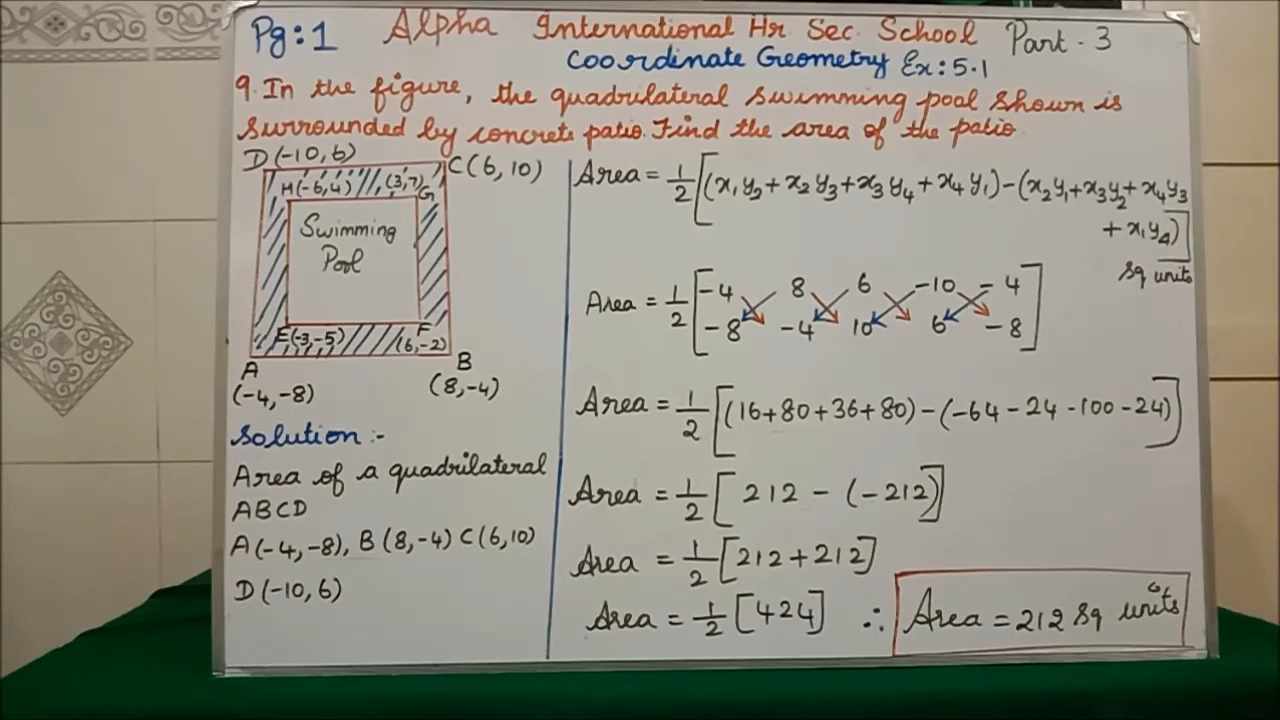 Pg:1 Alpha International Hr. Sec. School Part - 3
Coordinate Geometry Ex: 5.1
9. In the figure, the quadrilateral swimming pool shown is
surrounded by concrete patio. Find the area of the patio.
D(-10, 6)
C(6, 10)
H(-6,4) (3,7)
G
Swimming
Pool
E(-3,-5) F
(6,-2)
A
(-4,-8)
B
(8,-4)
Solution :-
Area of a quadrilateral
ABCD
A(-4,-8), B(8,-4) C(6,10)
D(-10,6)
Area = 1/2 [(x₁y₂+x₂y₃+x₃y₄+x₄y₁)-(x₂y₁+x₃y₂+x₄y₃
+x₁y₄)]
sq units
Area = 1/2 [-4 8 6 -10 -4
-8 -4 10 6 -8]
Area = 1/2 [(16+80+36+80)-(-64-24-100-24)]
Area = 1/2 [212-(-212)]
Area = 1/2 [212+212]
Area = 1/2 [424] ∴ Area = 212 sq units